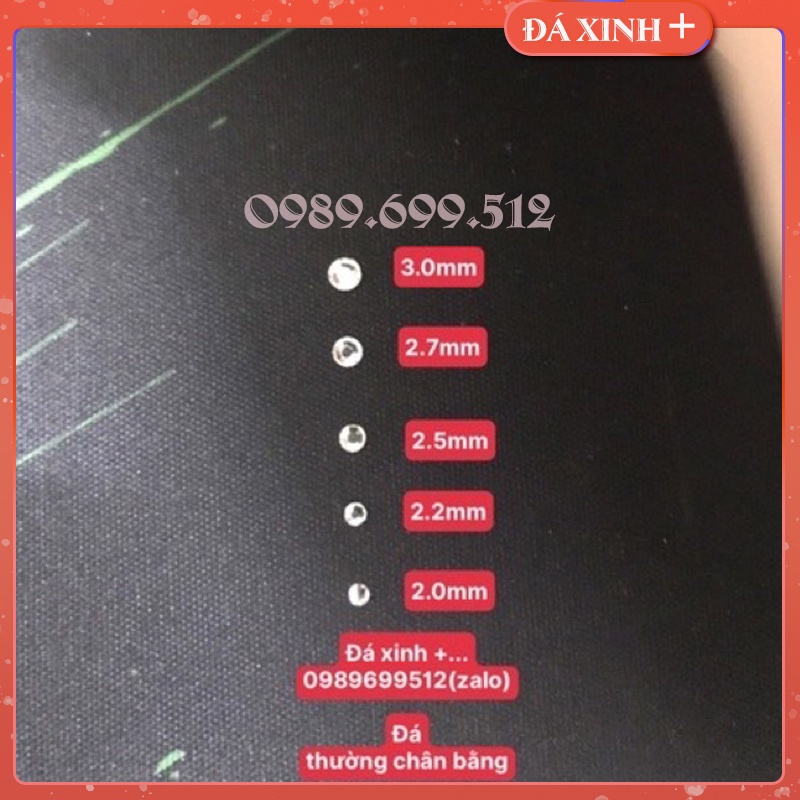 ĐÁ XINH+
0989.699.512
3.0mm
2.7mm
2.5mm
2.2mm
2.0mm
Đá xinh +...
0989699512(zalo)
Đá
thường chân bằng